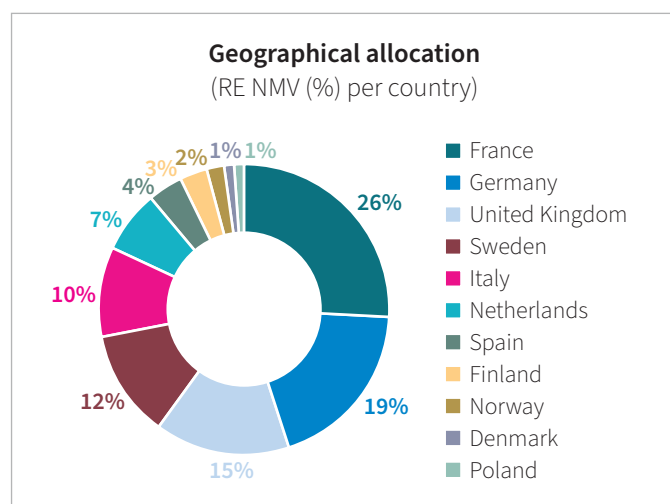 Geographical allocation
(RE NMV (%) per country)
1%
1%
2%
3%
4%
7%
10%
12%
15%
19%
26%
France
Germany
United Kingdom
Sweden
Italy
Netherlands
Spain
Finland
Norway
Denmark
Poland